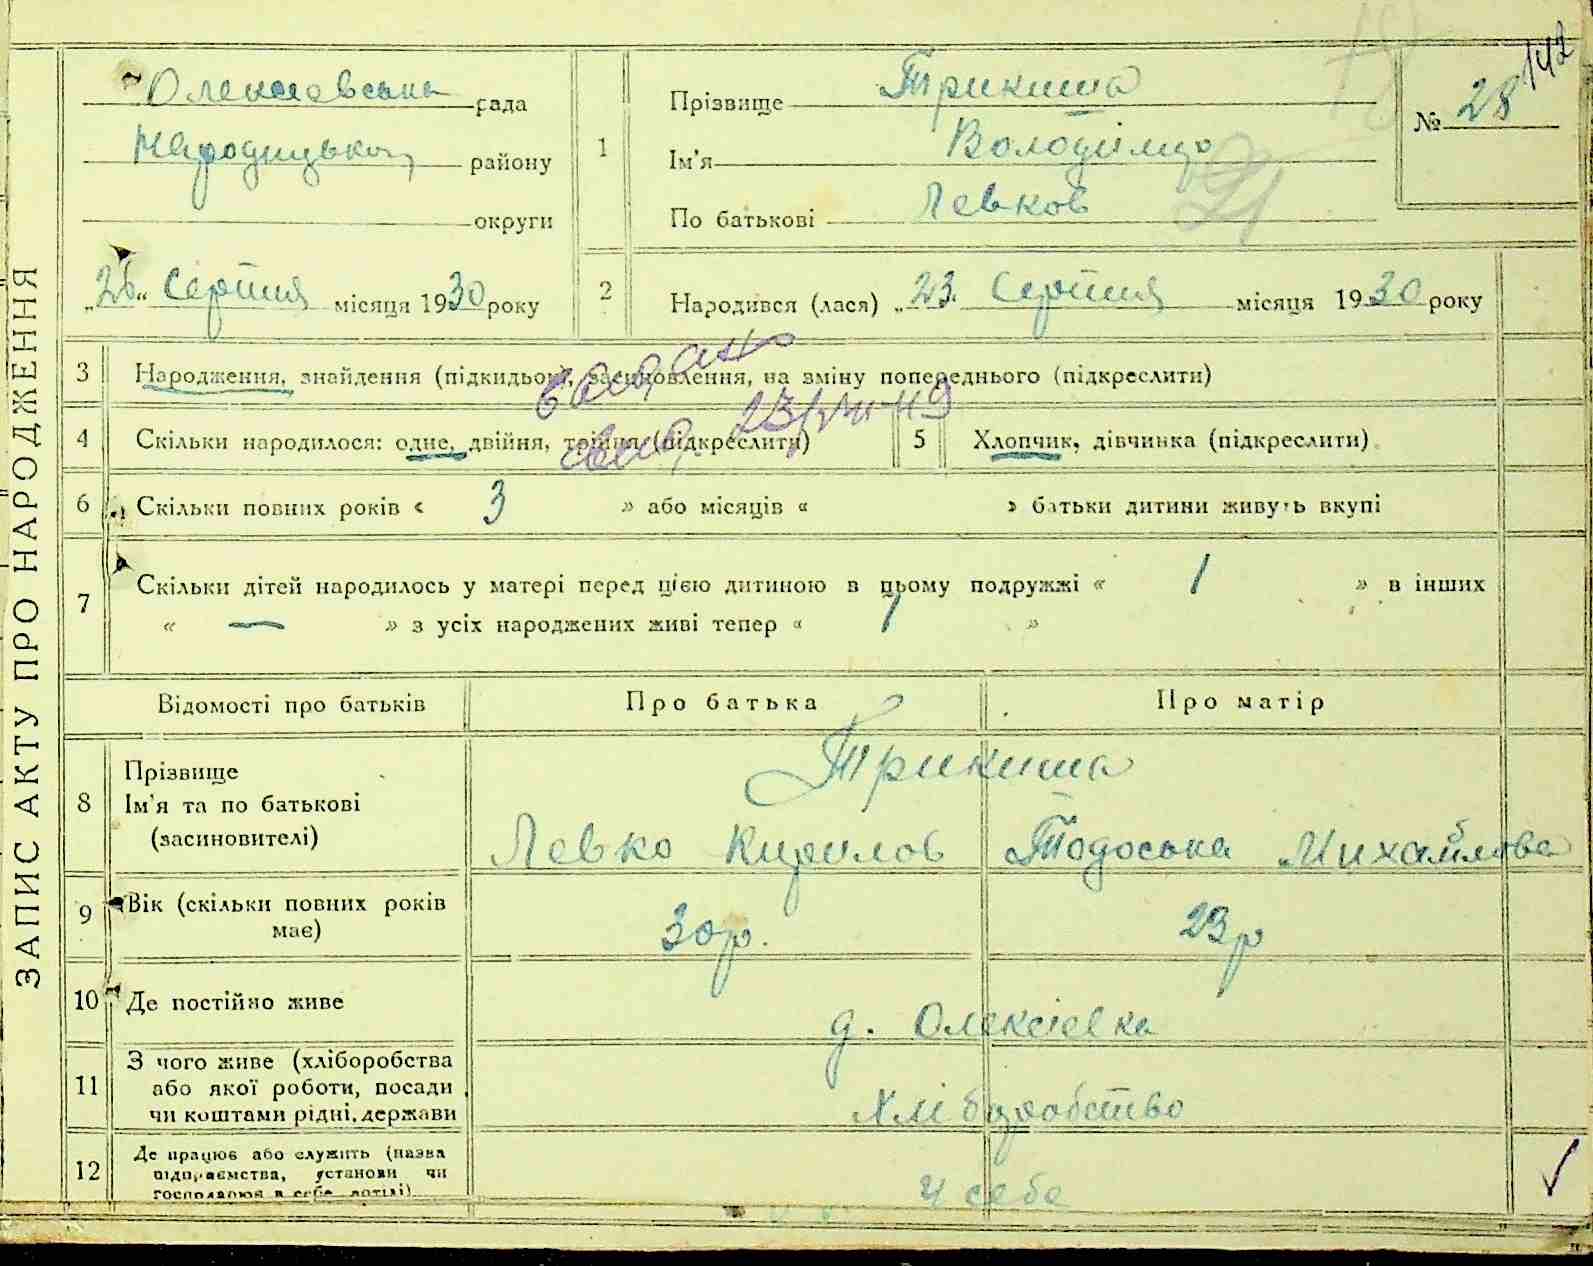 ЗАПИС АКТУ ПРО НАРОДЖЕННЯ
Олексіевська рада
Народицького району
округи
„26“ Серпня місяця 1930 року
1
Прізвище Трикиша
Ім'я Володимир
По батькові Левков
№ 28 142
2
Народився (лася) „23. Серпня місяця 1930 року
3 Народження, знайдення (підкидьок), засиновлення, на зміну попереднього (підкреслити)
4 Скільки народилося: одне, двійня, трійня (підкреслити)
5 Хлопчик, дівчинка (підкреслити)
6 Скільки повних років « 3 » або місяців « » батьки дитини живуть вкупі
7 Скільки дітей народилось у матері перед цією дитиною в цьому подружжі « 1 » в інших
« — » з усіх народжених живі тепер « 1 »
Відомості про батьків Про батька Про матір
8 Прізвище Ім'я та по батькові (засиновителі)
Трикиша
Левко Кирилов Тодоська Михайлова
9 Вік (скільки повних років має) 30р. 23р
10 Де постійно живе д. Олексіевка
11 З чого живе (хліборобства або якої роботи, посади чи коштами рідні, держави
Хліборобство
12 Де працює або служить (назва підприємства, установи чи господарює в себе дотілі)
У себе